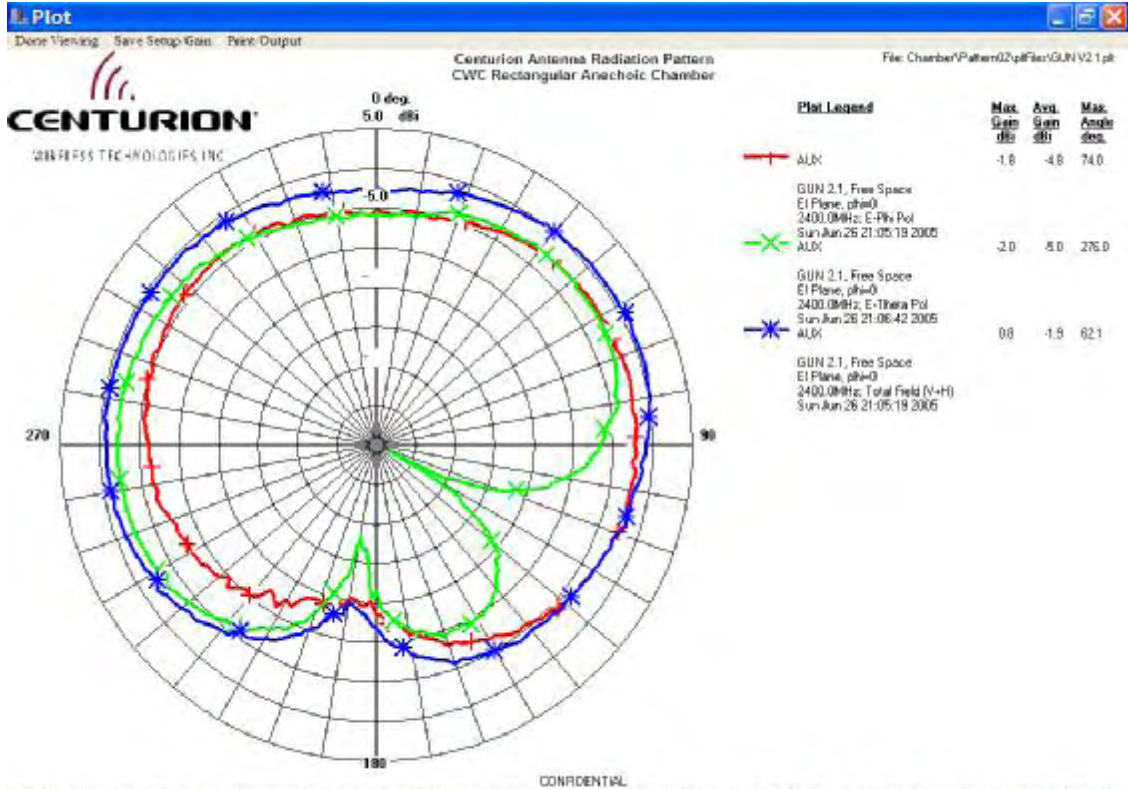 Plot
Done Viewing Save Setup/Gain Print Output
Centurion Antenna Radiation Pattern
CWC Rectangular Anechoic Chamber
File: Chamber\Pattern02\pltFiles\GUN V2 1.plt
CENTURION
WIRELESS TECHNOLOGIES, INC.
0 deg.
5.0 dBi
-5.0
270
90
180
Plot Legend Max. Gain dBi Avg. Gain dBi Max. Angle deg.
AUX -1.8 -4.8 74.0
GUN 2.1, Free Space
El Plane, phi=0
2400.0MHz; E-Phi Pol
Sun Jun 26 21:05:19 2005
AUX -2.0 -5.0 276.0
GUN 2.1, Free Space
El Plane, phi=0
2400.0MHz; E-Theta Pol
Sun Jun 26 21:06:42 2005
AUX 0.8 -1.9 62.1
GUN 2.1, Free Space
El Plane, phi=0
2400.0MHz; Total Field (V+H)
Sun Jun 26 21:05:19 2005
CONFIDENTIAL